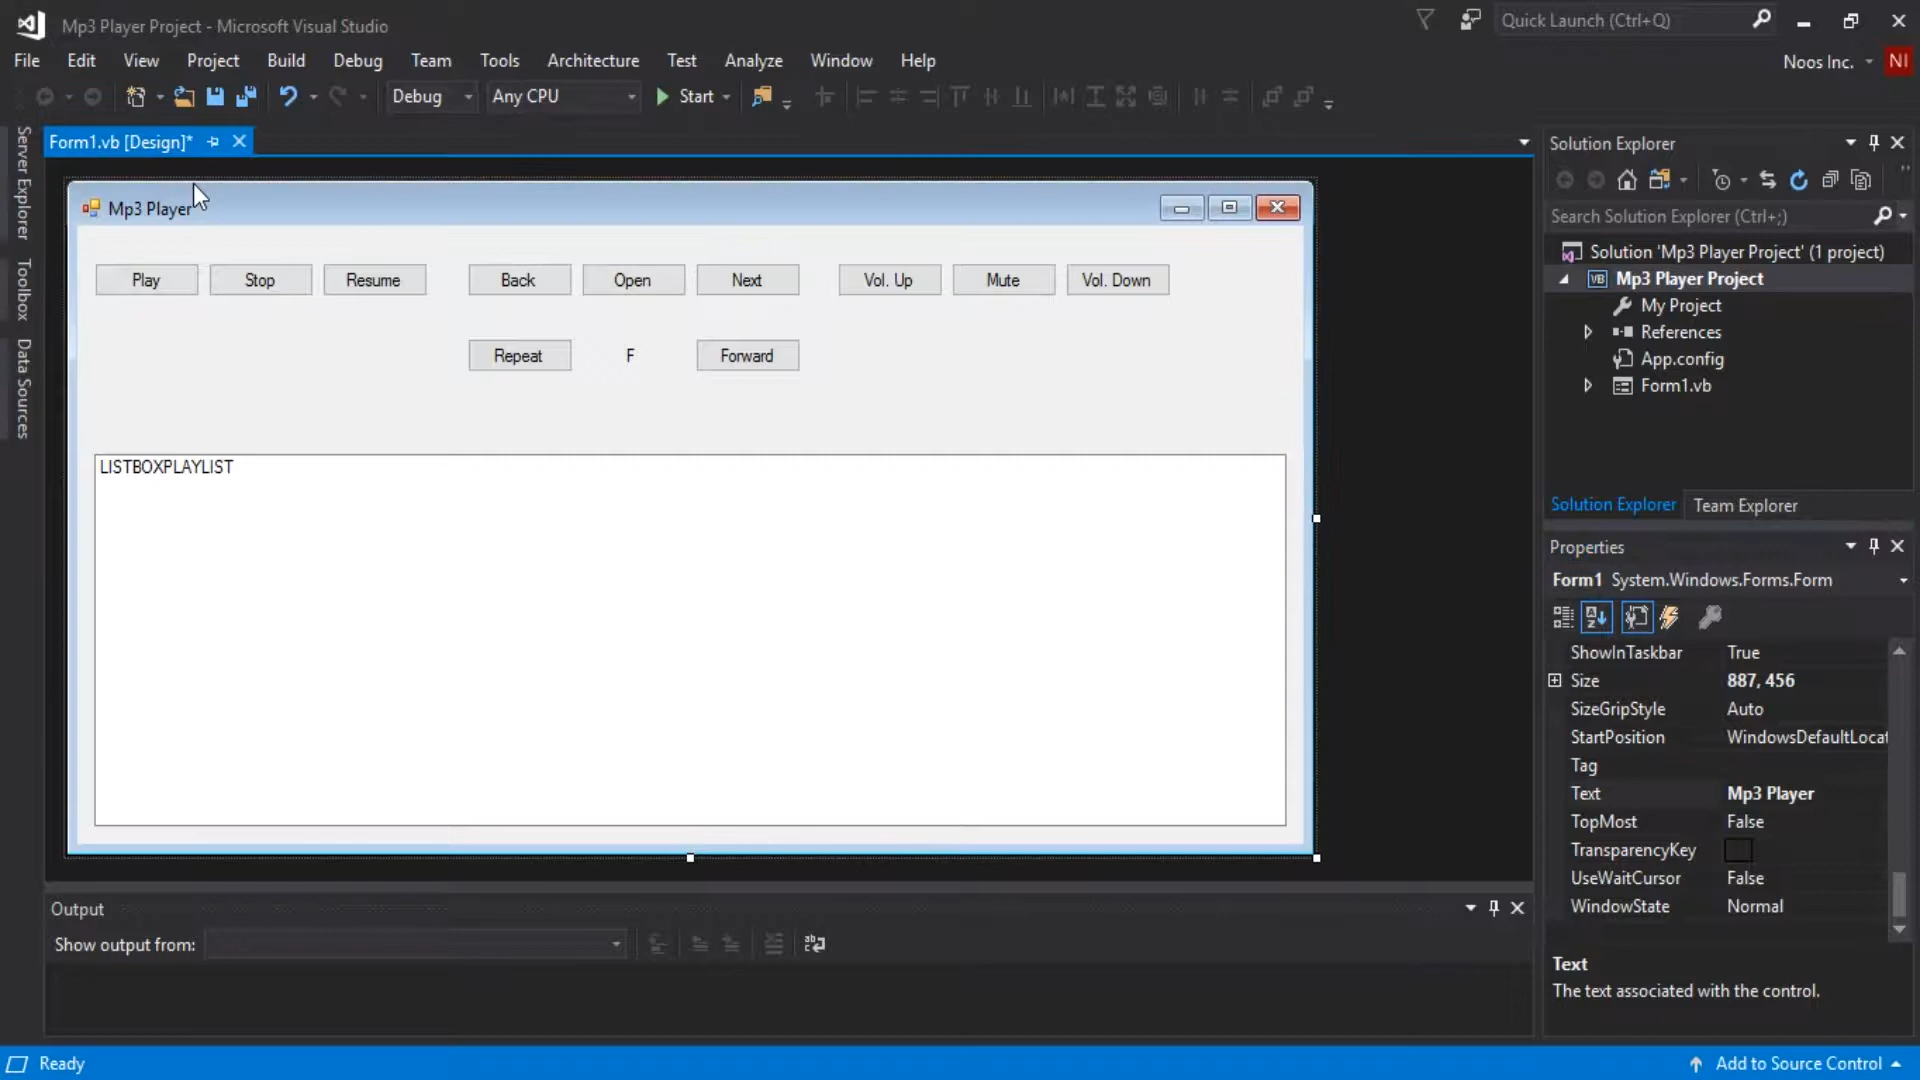 Mp3 Player Project - Microsoft Visual Studio
Quick Launch (Ctrl+Q)
File Edit View Project Build Debug Team Tools Architecture Test Analyze Window Help
Noos Inc. NI
Debug Any CPU Start
Server Explorer
Toolbox
Data Sources
Form1.vb [Design]*
Mp3 Player
Play Stop Resume Back Open Next Vol. Up Mute Vol. Down
Repeat F Forward
LISTBOXPLAYLIST
Output
Show output from:
Solution Explorer
Search Solution Explorer (Ctrl+;)
Solution 'Mp3 Player Project' (1 project)
VB Mp3 Player Project
My Project
References
App.config
Form1.vb
Solution Explorer Team Explorer
Properties
Form1 System.Windows.Forms.Form
ShowInTaskbar True
Size 887, 456
SizeGripStyle Auto
StartPosition WindowsDefaultLocat
Tag
Text Mp3 Player
TopMost False
TransparencyKey
UseWaitCursor False
WindowState Normal
Text
The text associated with the control.
Ready
Add to Source Control